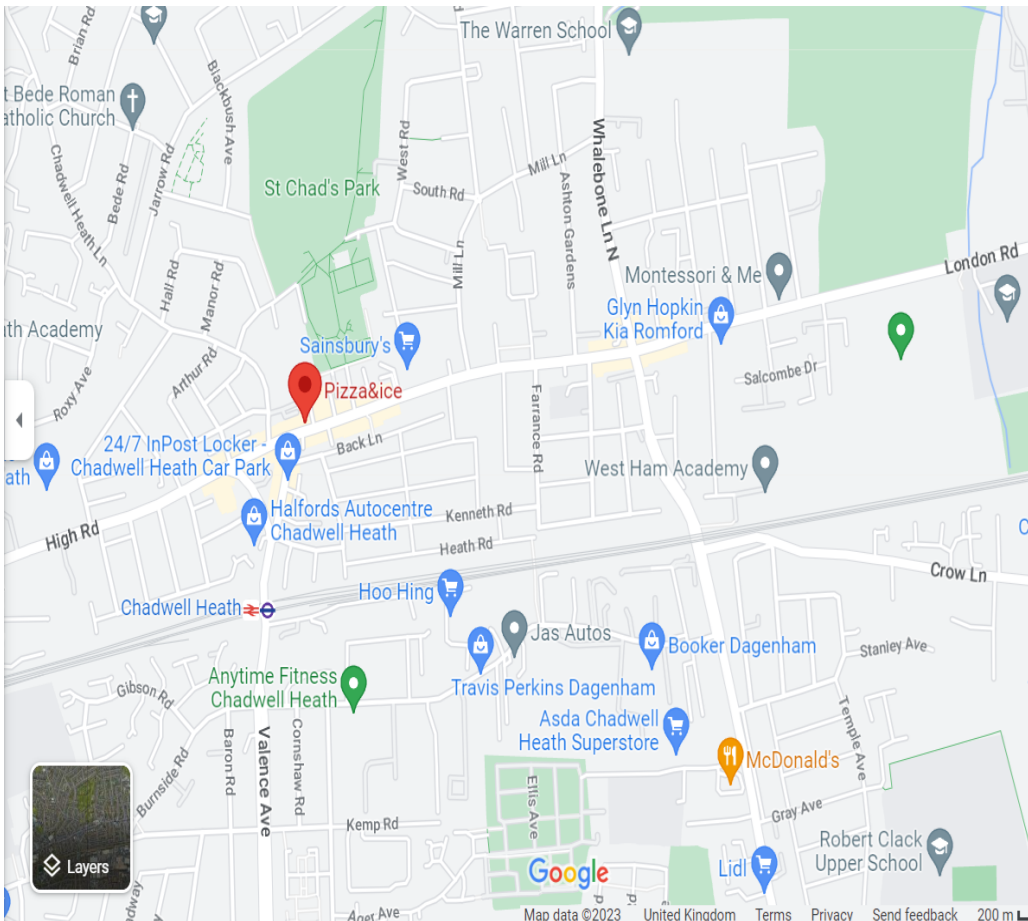 The Warren School
Brian Rd
t Bede Roman
atholic Church
Blackbush Ave
Whalebone Ln N
West Rd
Mill Ln
Chadwell Heath Ln
Bede Rd
Jarrow Rd
St Chad's Park
South Rd
Ashton Gardens
Mill Ln
London Rd
Montessori & Me
Hall Rd
Manor Rd
Glyn Hopkin
Kia Romford
ath Academy
Sainsbury's
Arthur Rd
Salcombe Dr
Roxy Ave
Pizza&ice
Farrance Rd
24/7 InPost Locker -
Chadwell Heath Car Park
Back Ln
ath
West Ham Academy
High Rd
Halfords Autocentre
Chadwell Heath
Kenneth Rd
Heath Rd
C
Crow Ln
Hoo Hing
Chadwell Heath
Jas Autos
Booker Dagenham
Stanley Ave
Anytime Fitness
Chadwell Heath
Travis Perkins Dagenham
Gibson Rd
Asda Chadwell
Heath Superstore
Temple Ave
Baron Rd
Valence Ave
Cornshaw Rd
McDonald's
Burnside Rd
Ellis Ave
Gray Ave
Kemp Rd
Robert Clack
Upper School
Layers
Google
Lidl
Map data ©2023 United Kingdom Terms Privacy Send feedback 200 m